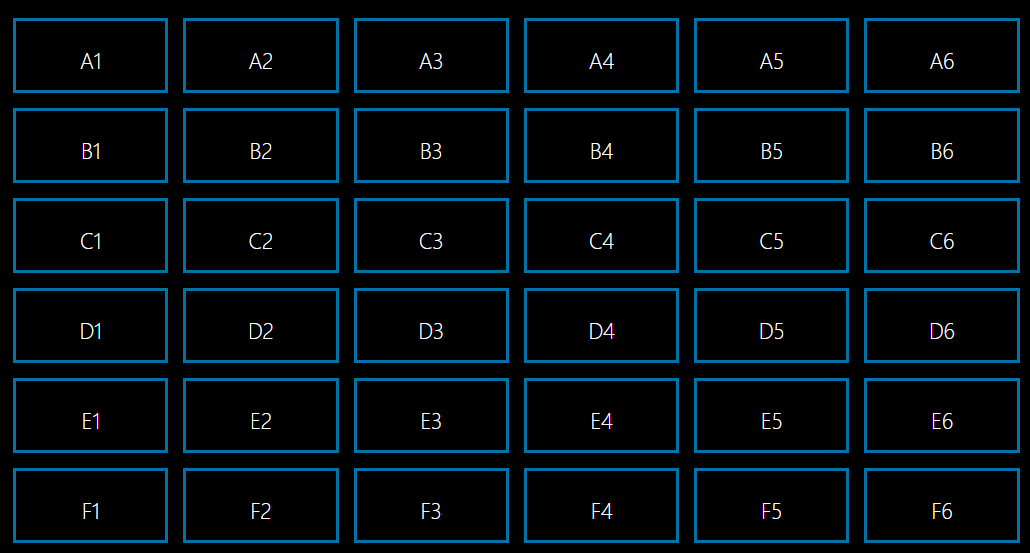 A1 A2 A3 A4 A5 A6
B1 B2 B3 B4 B5 B6
C1 C2 C3 C4 C5 C6
D1 D2 D3 D4 D5 D6
E1 E2 E3 E4 E5 E6
F1 F2 F3 F4 F5 F6